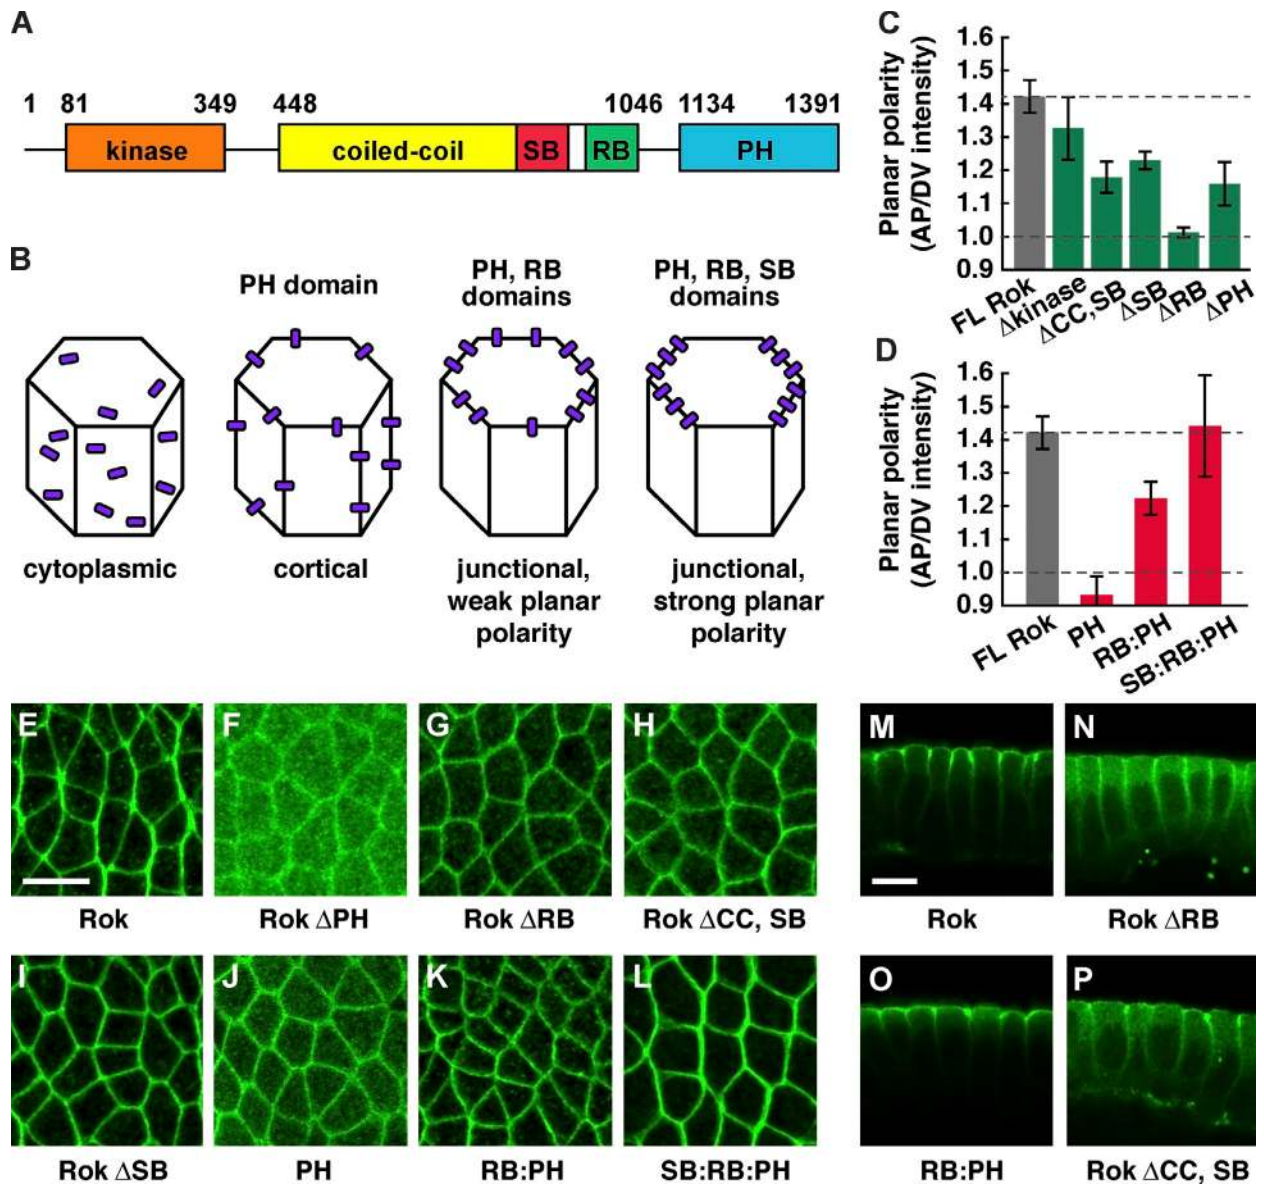 A
1 81 349 448 1046 1134 1391
kinase coiled-coil SB RB PH
B
PH domain
PH, RB
domains
PH, RB, SB
domains
cytoplasmic
cortical
junctional,
weak planar
polarity
junctional,
strong planar
polarity
C
Planar polarity
(AP/DV intensity)
1.6
1.5
1.4
1.3
1.2
1.1
1.0
0.9
FL Rok
Δkinase
ΔCC,SB
ΔSB
ΔRB
ΔPH
D
Planar polarity
(AP/DV intensity)
1.6
1.5
1.4
1.3
1.2
1.1
1.0
0.9
FL Rok
PH
RB:PH
SB:RB:PH
E F G H
Rok Rok ΔPH Rok ΔRB Rok ΔCC, SB
I J K L
Rok ΔSB PH RB:PH SB:RB:PH
M N
Rok Rok ΔRB
O P
RB:PH Rok ΔCC, SB